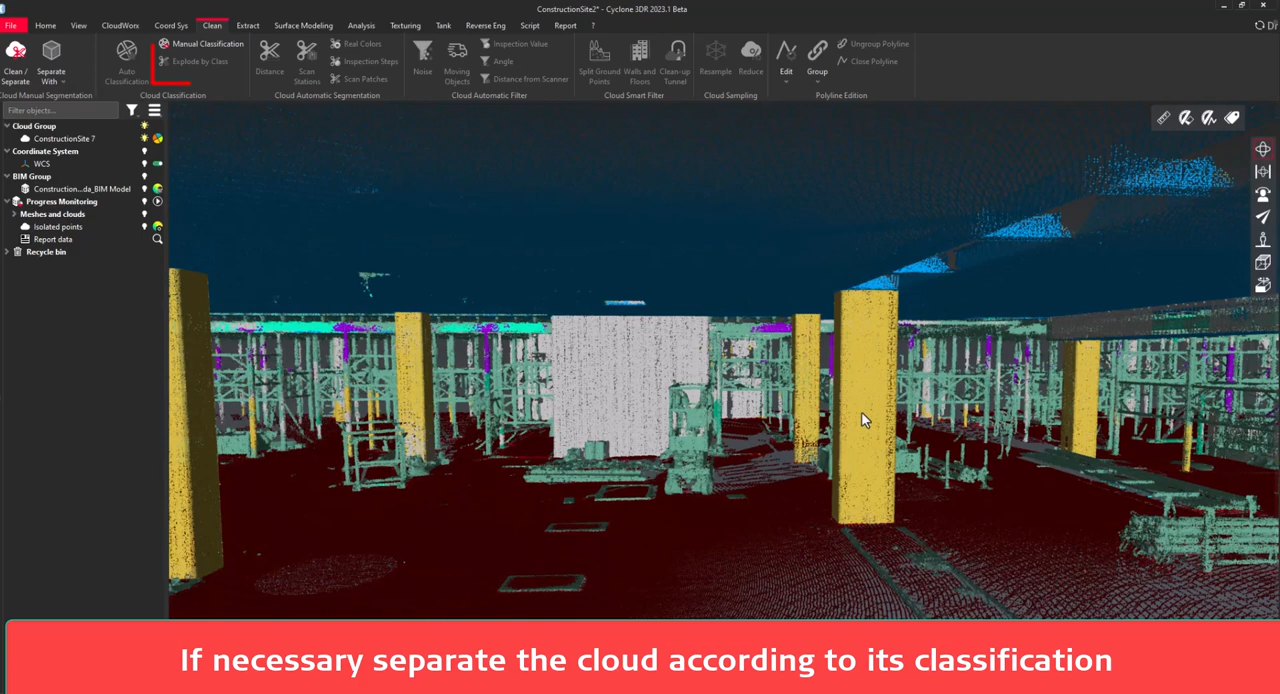 ConstructionSite2* - Cyclone 3DR 2023.1 Beta
File Home View CloudWorx Coord Sys Clean Extract Surface Modeling Analysis Texturing Tank Reverse Eng Script Report ?
Clean / Separate
Separate With
Cloud Manual Segmentation
Auto Classification
Manual Classification
Explode by Class
Cloud Classification
Distance
Scan Stations
Real Colors
Inspection Steps
Scan Patches
Cloud Automatic Segmentation
Noise
Moving Objects
Inspection Value
Angle
Distance from Scanner
Cloud Automatic Filter
Split Ground Points
Walls and Floors
Clean-up Tunnel
Cloud Smart Filter
Resample
Reduce
Cloud Sampling
Edit
Group
Ungroup Polyline
Close Polyline
Polyline Edition
Filter objects...
Cloud Group
ConstructionSite 7
Coordinate System
WCS
BIM Group
Construction...da_BIM Model
Progress Monitoring
Meshes and clouds
Isolated points
Report data
Recycle bin
If necessary separate the cloud according to its classification